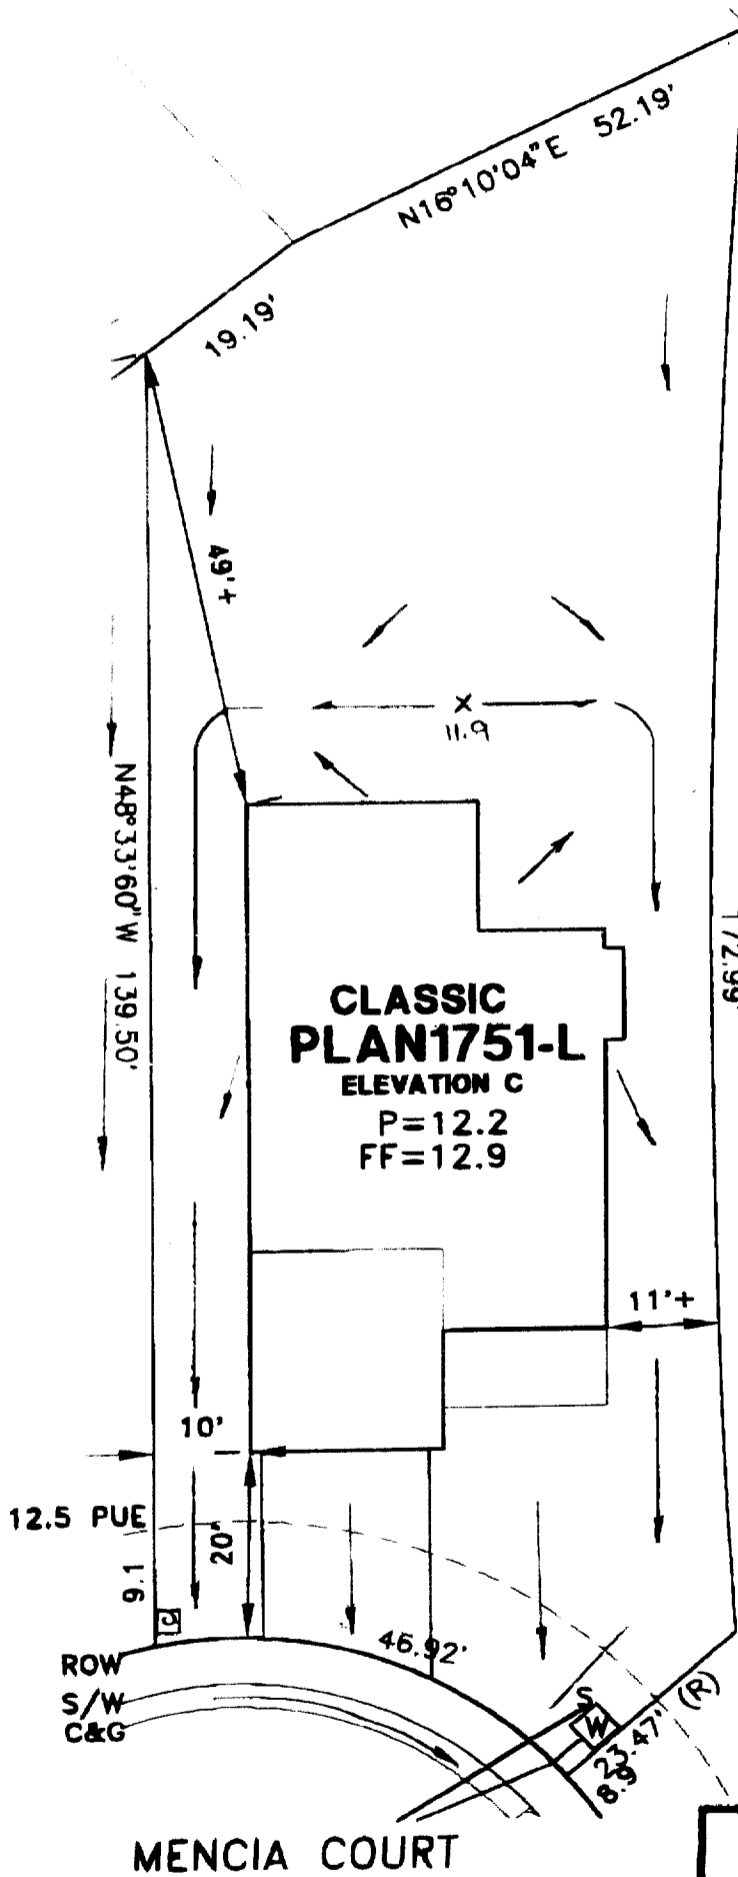 N16°10'04"E 52.19'
19.19'
49'+
X
11.9
N48°33'60"W 139.50'
172.99'
CLASSIC
PLAN1751-L
ELEVATION C
P=12.2
FF=12.9
11'+
10'
12.5 PUE
20'
9.1
46.92'
ROW
S/W
C&G
S
W
23.47' (R)
8.9
MENCIA COURT